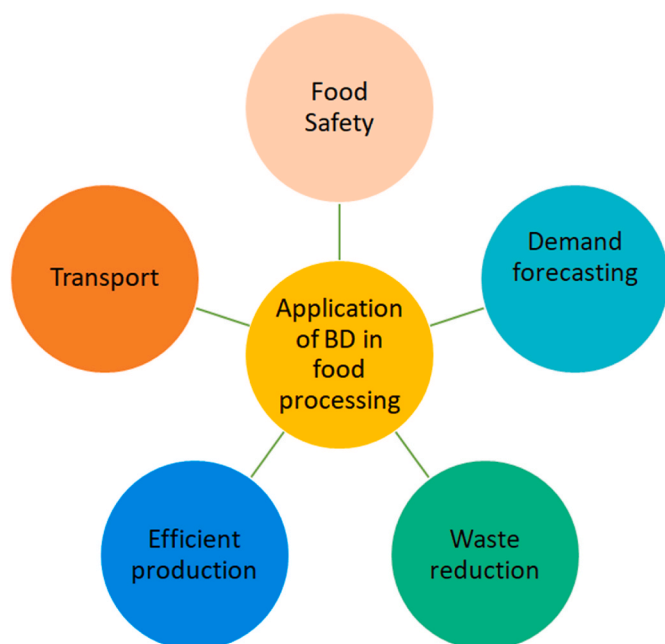 Food
Safety
Demand
forecasting
Transport
Application
of BD in
food
processing
Efficient
production
Waste
reduction